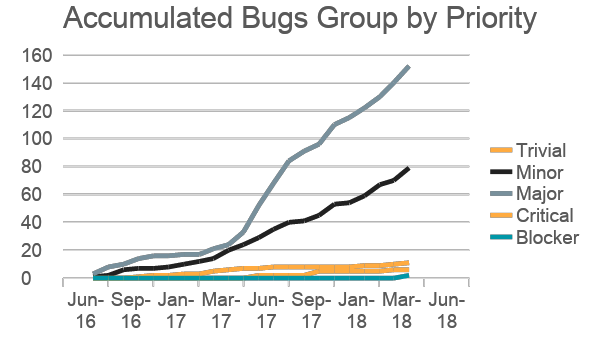 Accumulated Bugs Group by Priority
160
140
120
100
80
60
40
20
0
Jun-16
Sep-16
Jan-17
Mar-17
Jun-17
Sep-17
Jan-18
Mar-18
Jun-18
Trivial
Minor
Major
Critical
Blocker